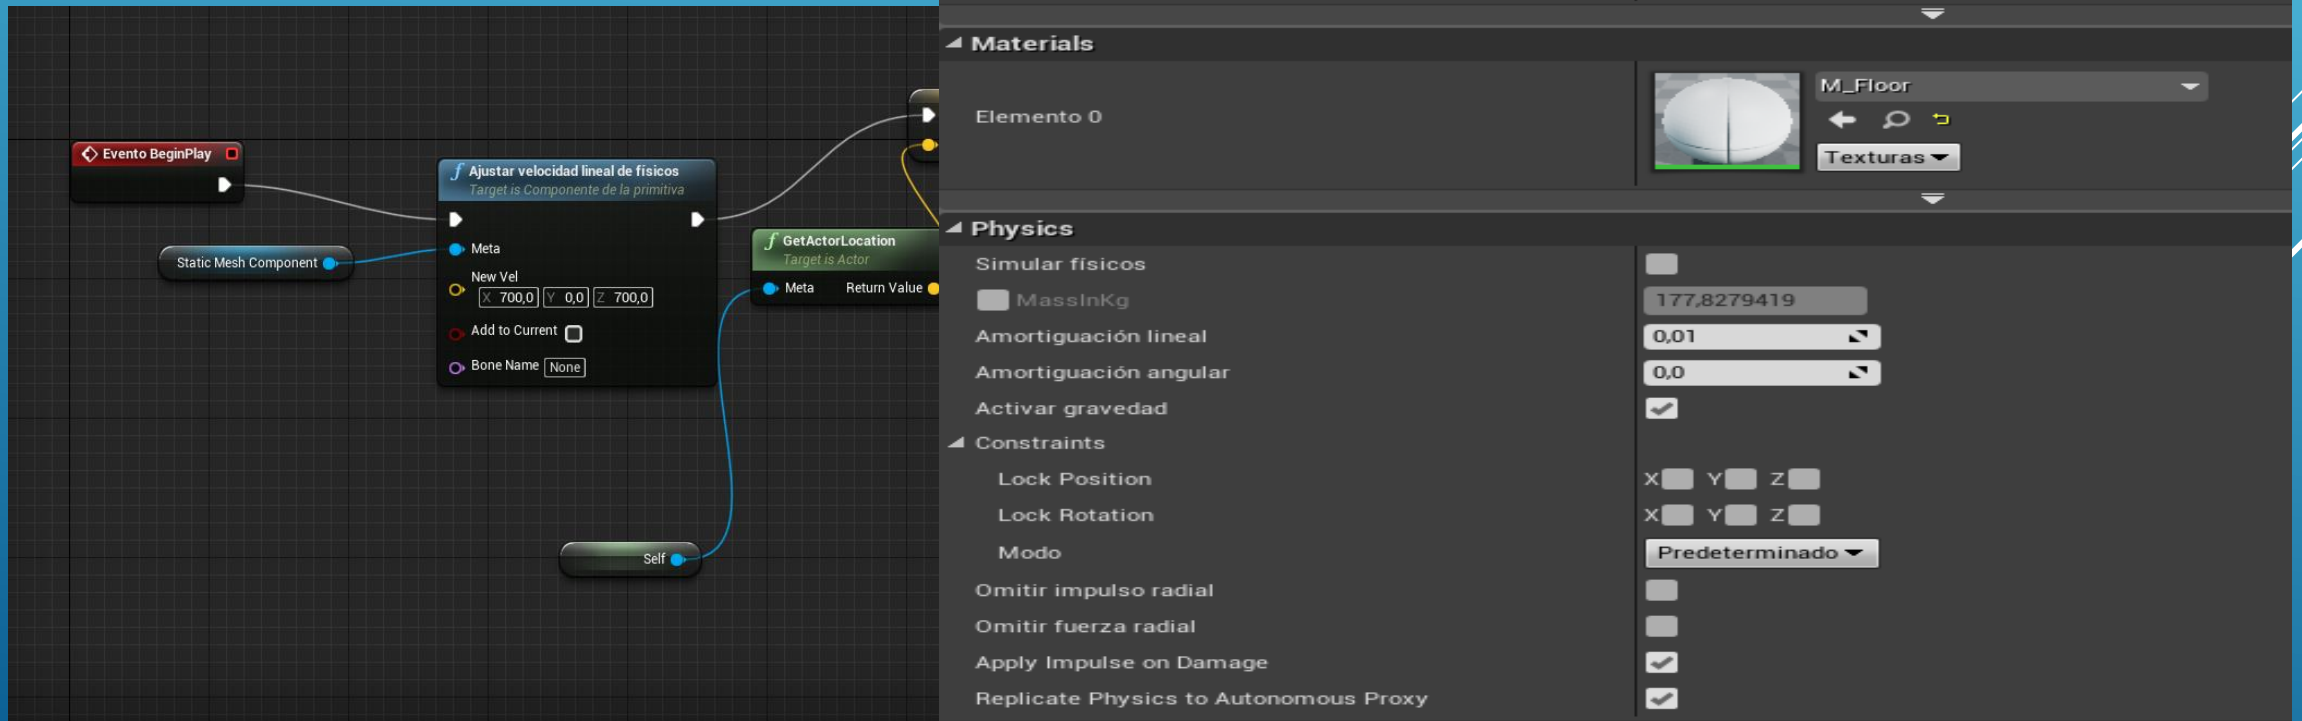 Evento BeginPlay
Ajustar velocidad lineal de físicos
Target is Componente de la primitiva
Meta
Static Mesh Component
New Vel
X 700,0 Y 0,0 Z 700,0
Add to Current
Bone Name None
GetActorLocation
Target is Actor
Meta Return Value
Self
Materials
Elemento 0
M_Floor
Texturas
Physics
Simular físicos
MassInKg 177,8279419
Amortiguación lineal 0,01
Amortiguación angular 0,0
Activar gravedad
Constraints
Lock Position X Y Z
Lock Rotation X Y Z
Modo Predeterminado
Omitir impulso radial
Omitir fuerza radial
Apply Impulse on Damage
Replicate Physics to Autonomous Proxy